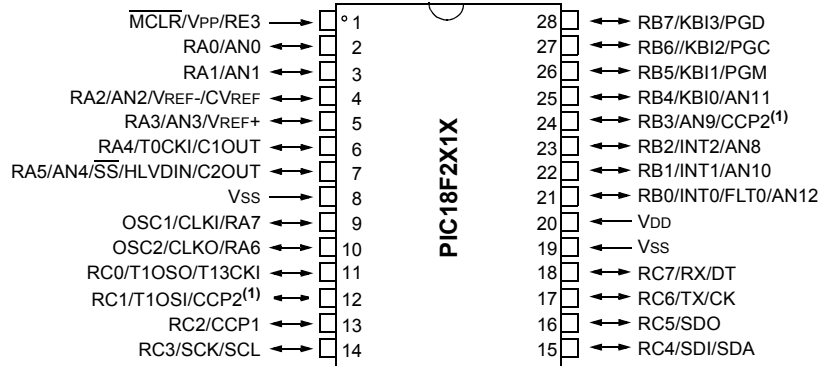 MCLR/VPP/RE3 1 28 RB7/KBI3/PGD
RA0/AN0 2 27 RB6//KBI2/PGC
RA1/AN1 3 26 RB5/KBI1/PGM
RA2/AN2/VREF-/CVREF 4 25 RB4/KBI0/AN11
RA3/AN3/VREF+ 5 24 RB3/AN9/CCP2(1)
RA4/T0CKI/C1OUT 6 23 RB2/INT2/AN8
RA5/AN4/SS/HLVDIN/C2OUT 7 22 RB1/INT1/AN10
VSS 8 21 RB0/INT0/FLT0/AN12
OSC1/CLKI/RA7 9 20 VDD
OSC2/CLKO/RA6 10 19 VSS
RC0/T1OSO/T13CKI 11 18 RC7/RX/DT
RC1/T1OSI/CCP2(1) 12 17 RC6/TX/CK
RC2/CCP1 13 16 RC5/SDO
RC3/SCK/SCL 14 15 RC4/SDI/SDA
PIC18F2X1X